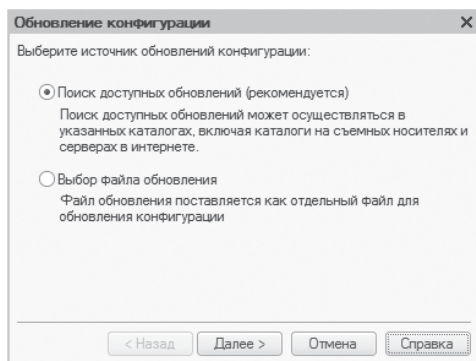 Обновление конфигурации
Выберите источник обновлений конфигурации:
Поиск доступных обновлений (рекомендуется)
Поиск доступных обновлений может осуществляться в
указанных каталогах, включая каталоги на съемных носителях и
серверах в интернете.
Выбор файла обновления
Файл обновления поставляется как отдельный файл для
обновления конфигурации
< Назад Далее > Отмена Справка